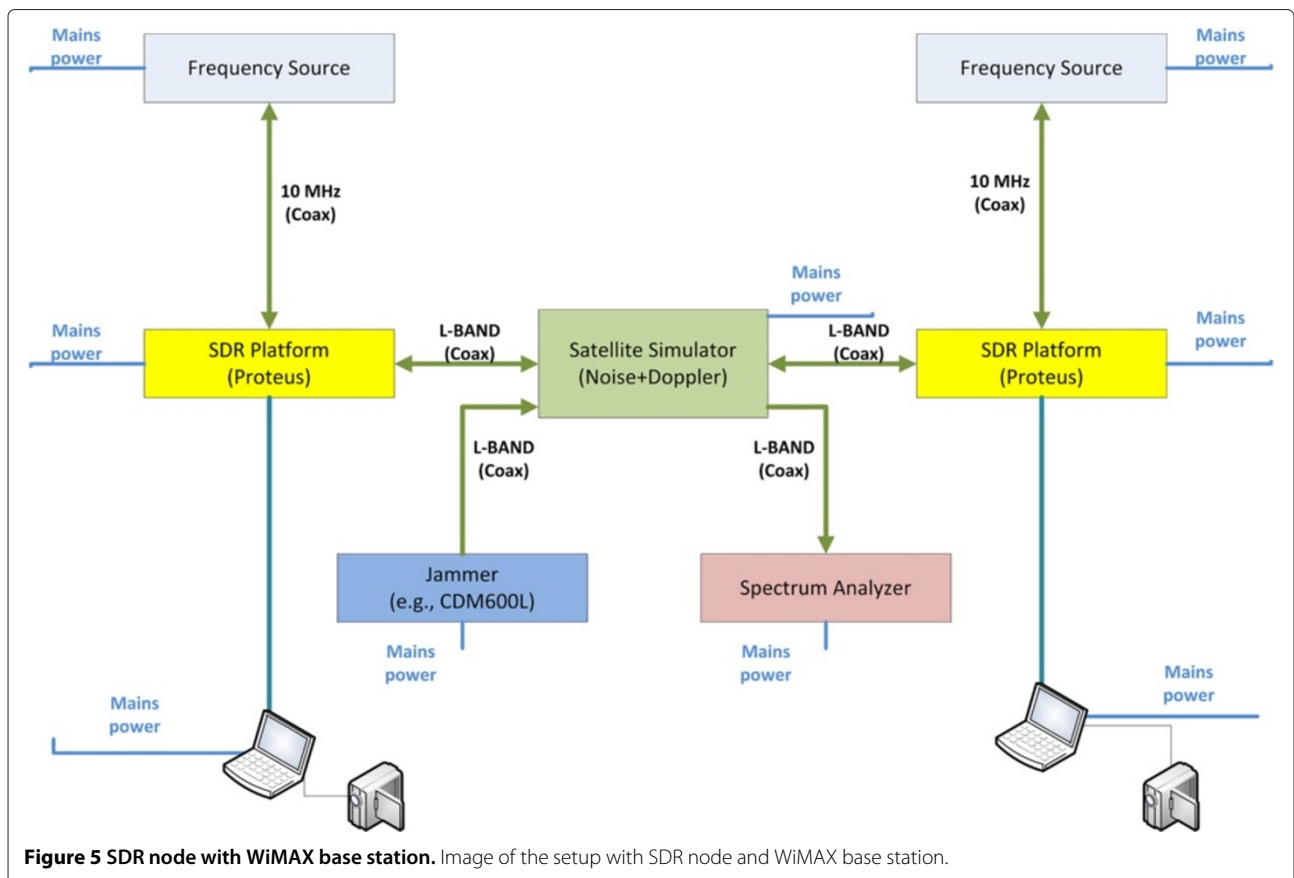 Mains
power
Frequency Source
Frequency Source
Mains
power
10 MHz
(Coax)
10 MHz
(Coax)
Mains
power
Mains
power
SDR Platform
(Proteus)
L-BAND
(Coax)
Satellite Simulator
(Noise+Doppler)
L-BAND
(Coax)
SDR Platform
(Proteus)
Mains
power
L-BAND
(Coax)
L-BAND
(Coax)
Jammer
(e.g., CDM600L)
Spectrum Analyzer
Mains
power
Mains
power
Mains
power
Mains
power
Figure 5 SDR node with WiMAX base station. Image of the setup with SDR node and WiMAX base station.